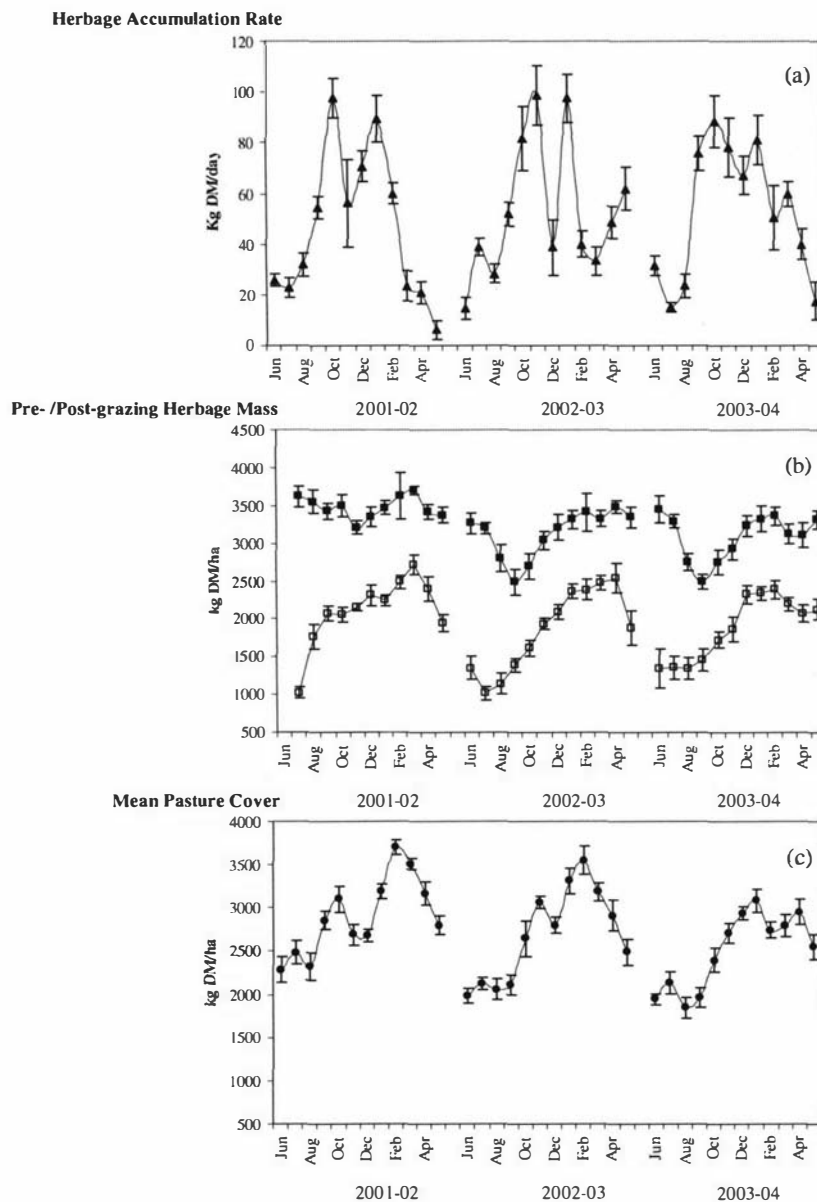 Herbage Accumulation Rate
120
100
80
60
40
20
0
Kg DM/day
(a)
Jun Aug Oct Dec Feb Apr Jun Aug Oct Dec Feb Apr Jun Aug Oct Dec Feb Apr
2001-02 2002-03 2003-04
Pre- /Post-grazing Herbage Mass
4500
4000
3500
3000
2500
2000
1500
1000
500
kg DM/ha
(b)
Jun Aug Oct Dec Feb Apr Jun Aug Oct Dec Feb Apr Jun Aug Oct Dec Feb Apr
2001-02 2002-03 2003-04
Mean Pasture Cover
4000
3500
3000
2500
2000
1500
1000
500
kg DM/ha
(c)
Jun Aug Oct Dec Feb Apr Jun Aug Oct Dec Feb Apr Jun Aug Oct Dec Feb Apr
2001-02 2002-03 2003-04